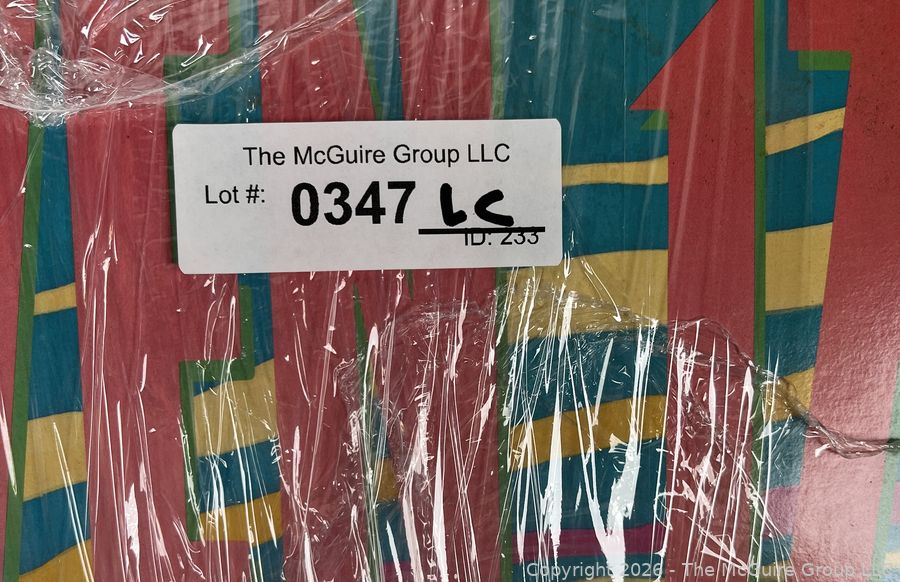 The McGuire Group LLC
Lot #: 0347 LC
ID: 233
Copyright 2026 - The McGuire Group LLC